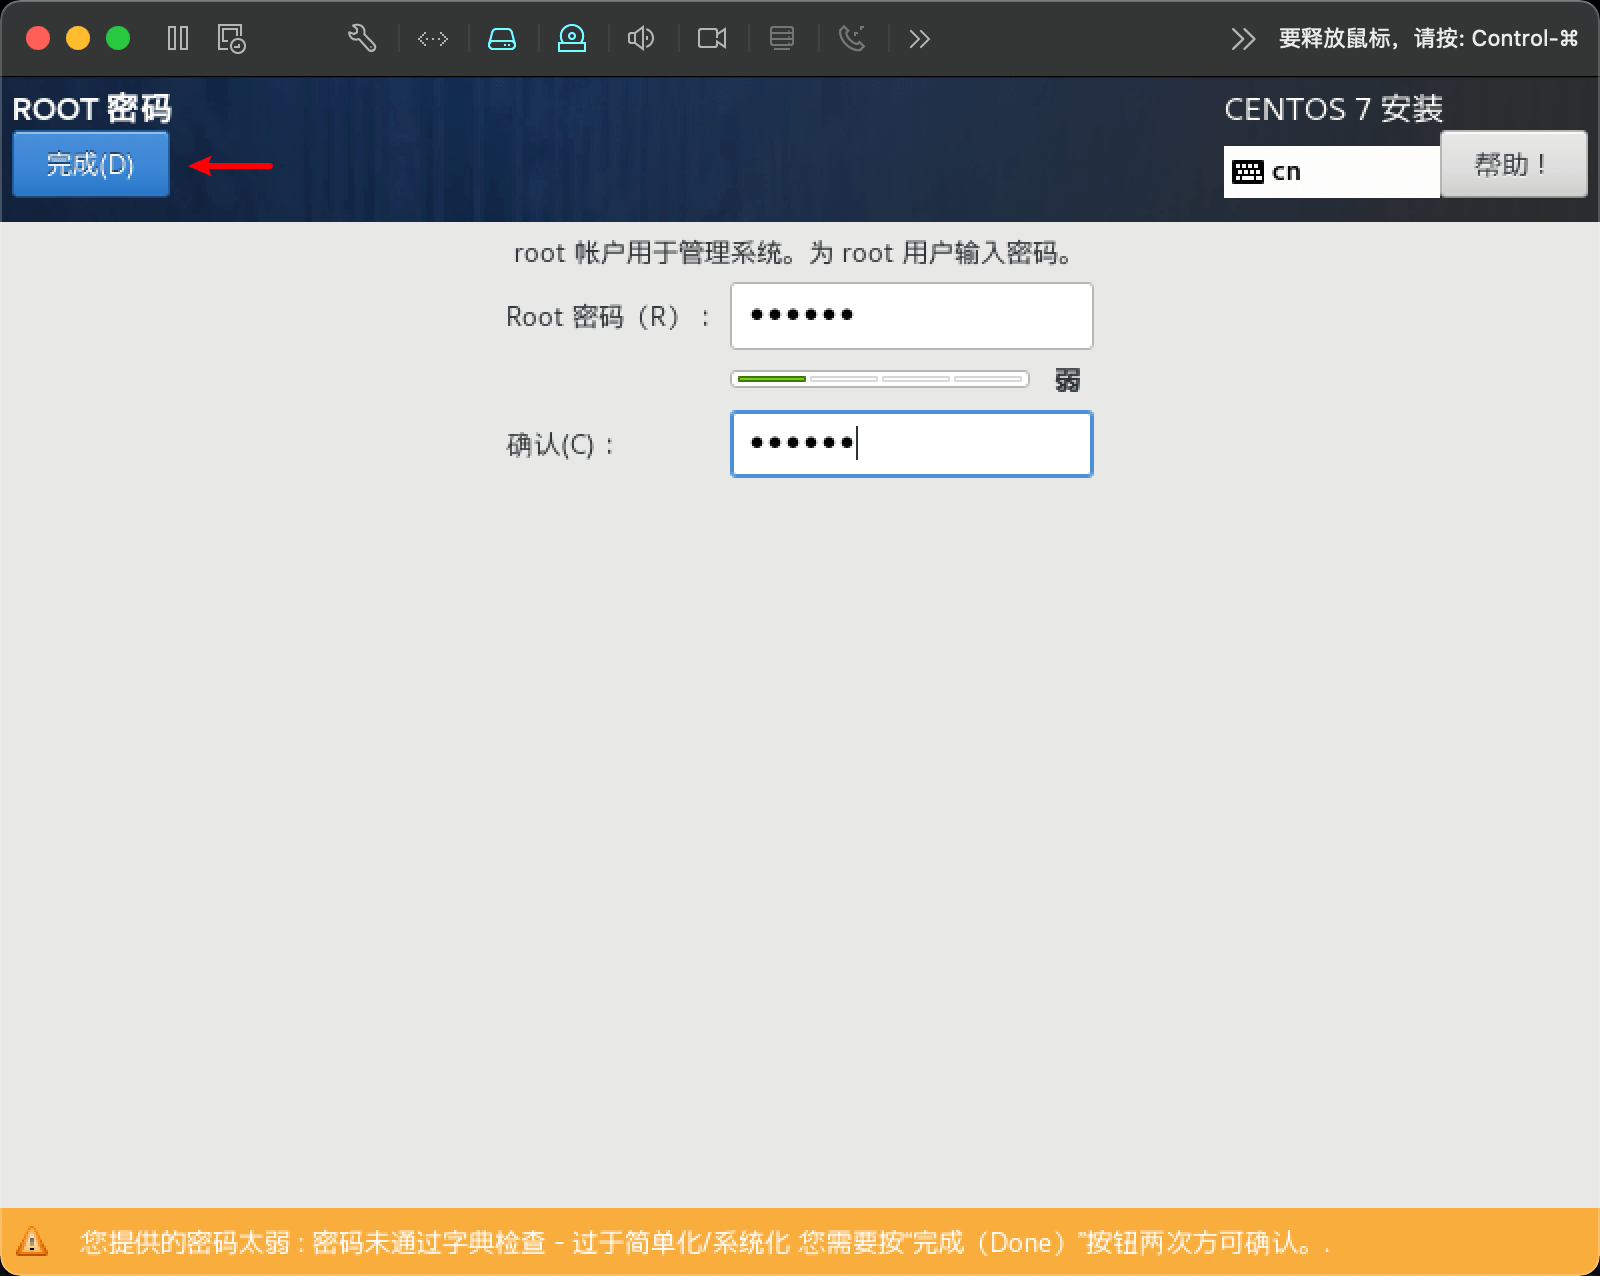 要释放鼠标，请按: Control-⌘
ROOT 密码
CENTOS 7 安装
完成(D)
cn
帮助！
root 帐户用于管理系统。为 root 用户输入密码。
Root 密码（R）：
••••••
弱
确认(C)：
••••••
您提供的密码太弱：密码未通过字典检查 - 过于简单化/系统化 您需要按“完成（Done）”按钮两次方可确认。.